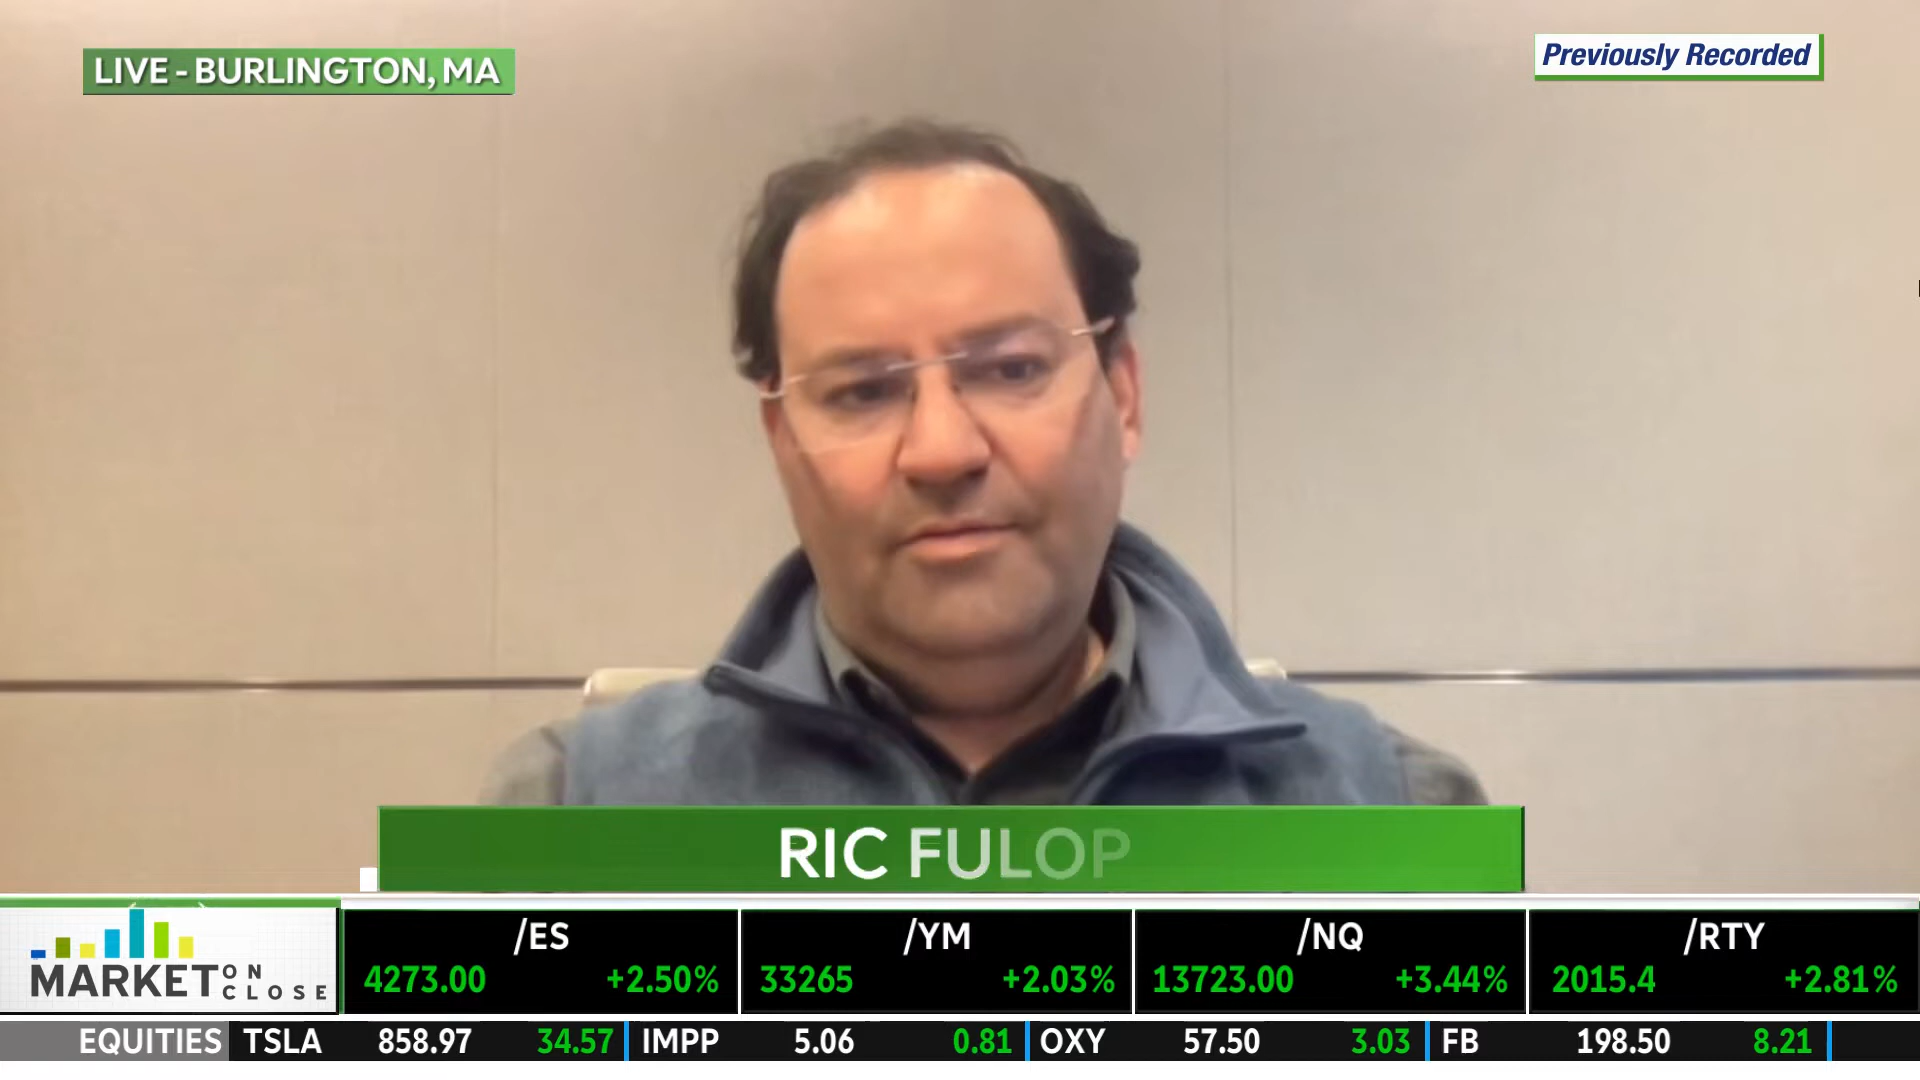 LIVE - BURLINGTON, MA
Previously Recorded
RIC FULOP
MARKET ON CLOSE
/ES
4273.00 +2.50%
/YM
33265 +2.03%
/NQ
13723.00 +3.44%
/RTY
2015.4 +2.81%
EQUITIES TSLA 858.97 34.57 IMPP 5.06 0.81 OXY 57.50 3.03 FB 198.50 8.21